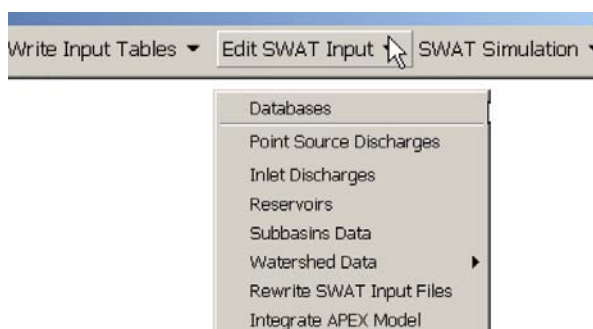 Write Input Tables Edit SWAT Input SWAT Simulation
Databases
Point Source Discharges
Inlet Discharges
Reservoirs
Subbasins Data
Watershed Data
Rewrite SWAT Input Files
Integrate APEX Model